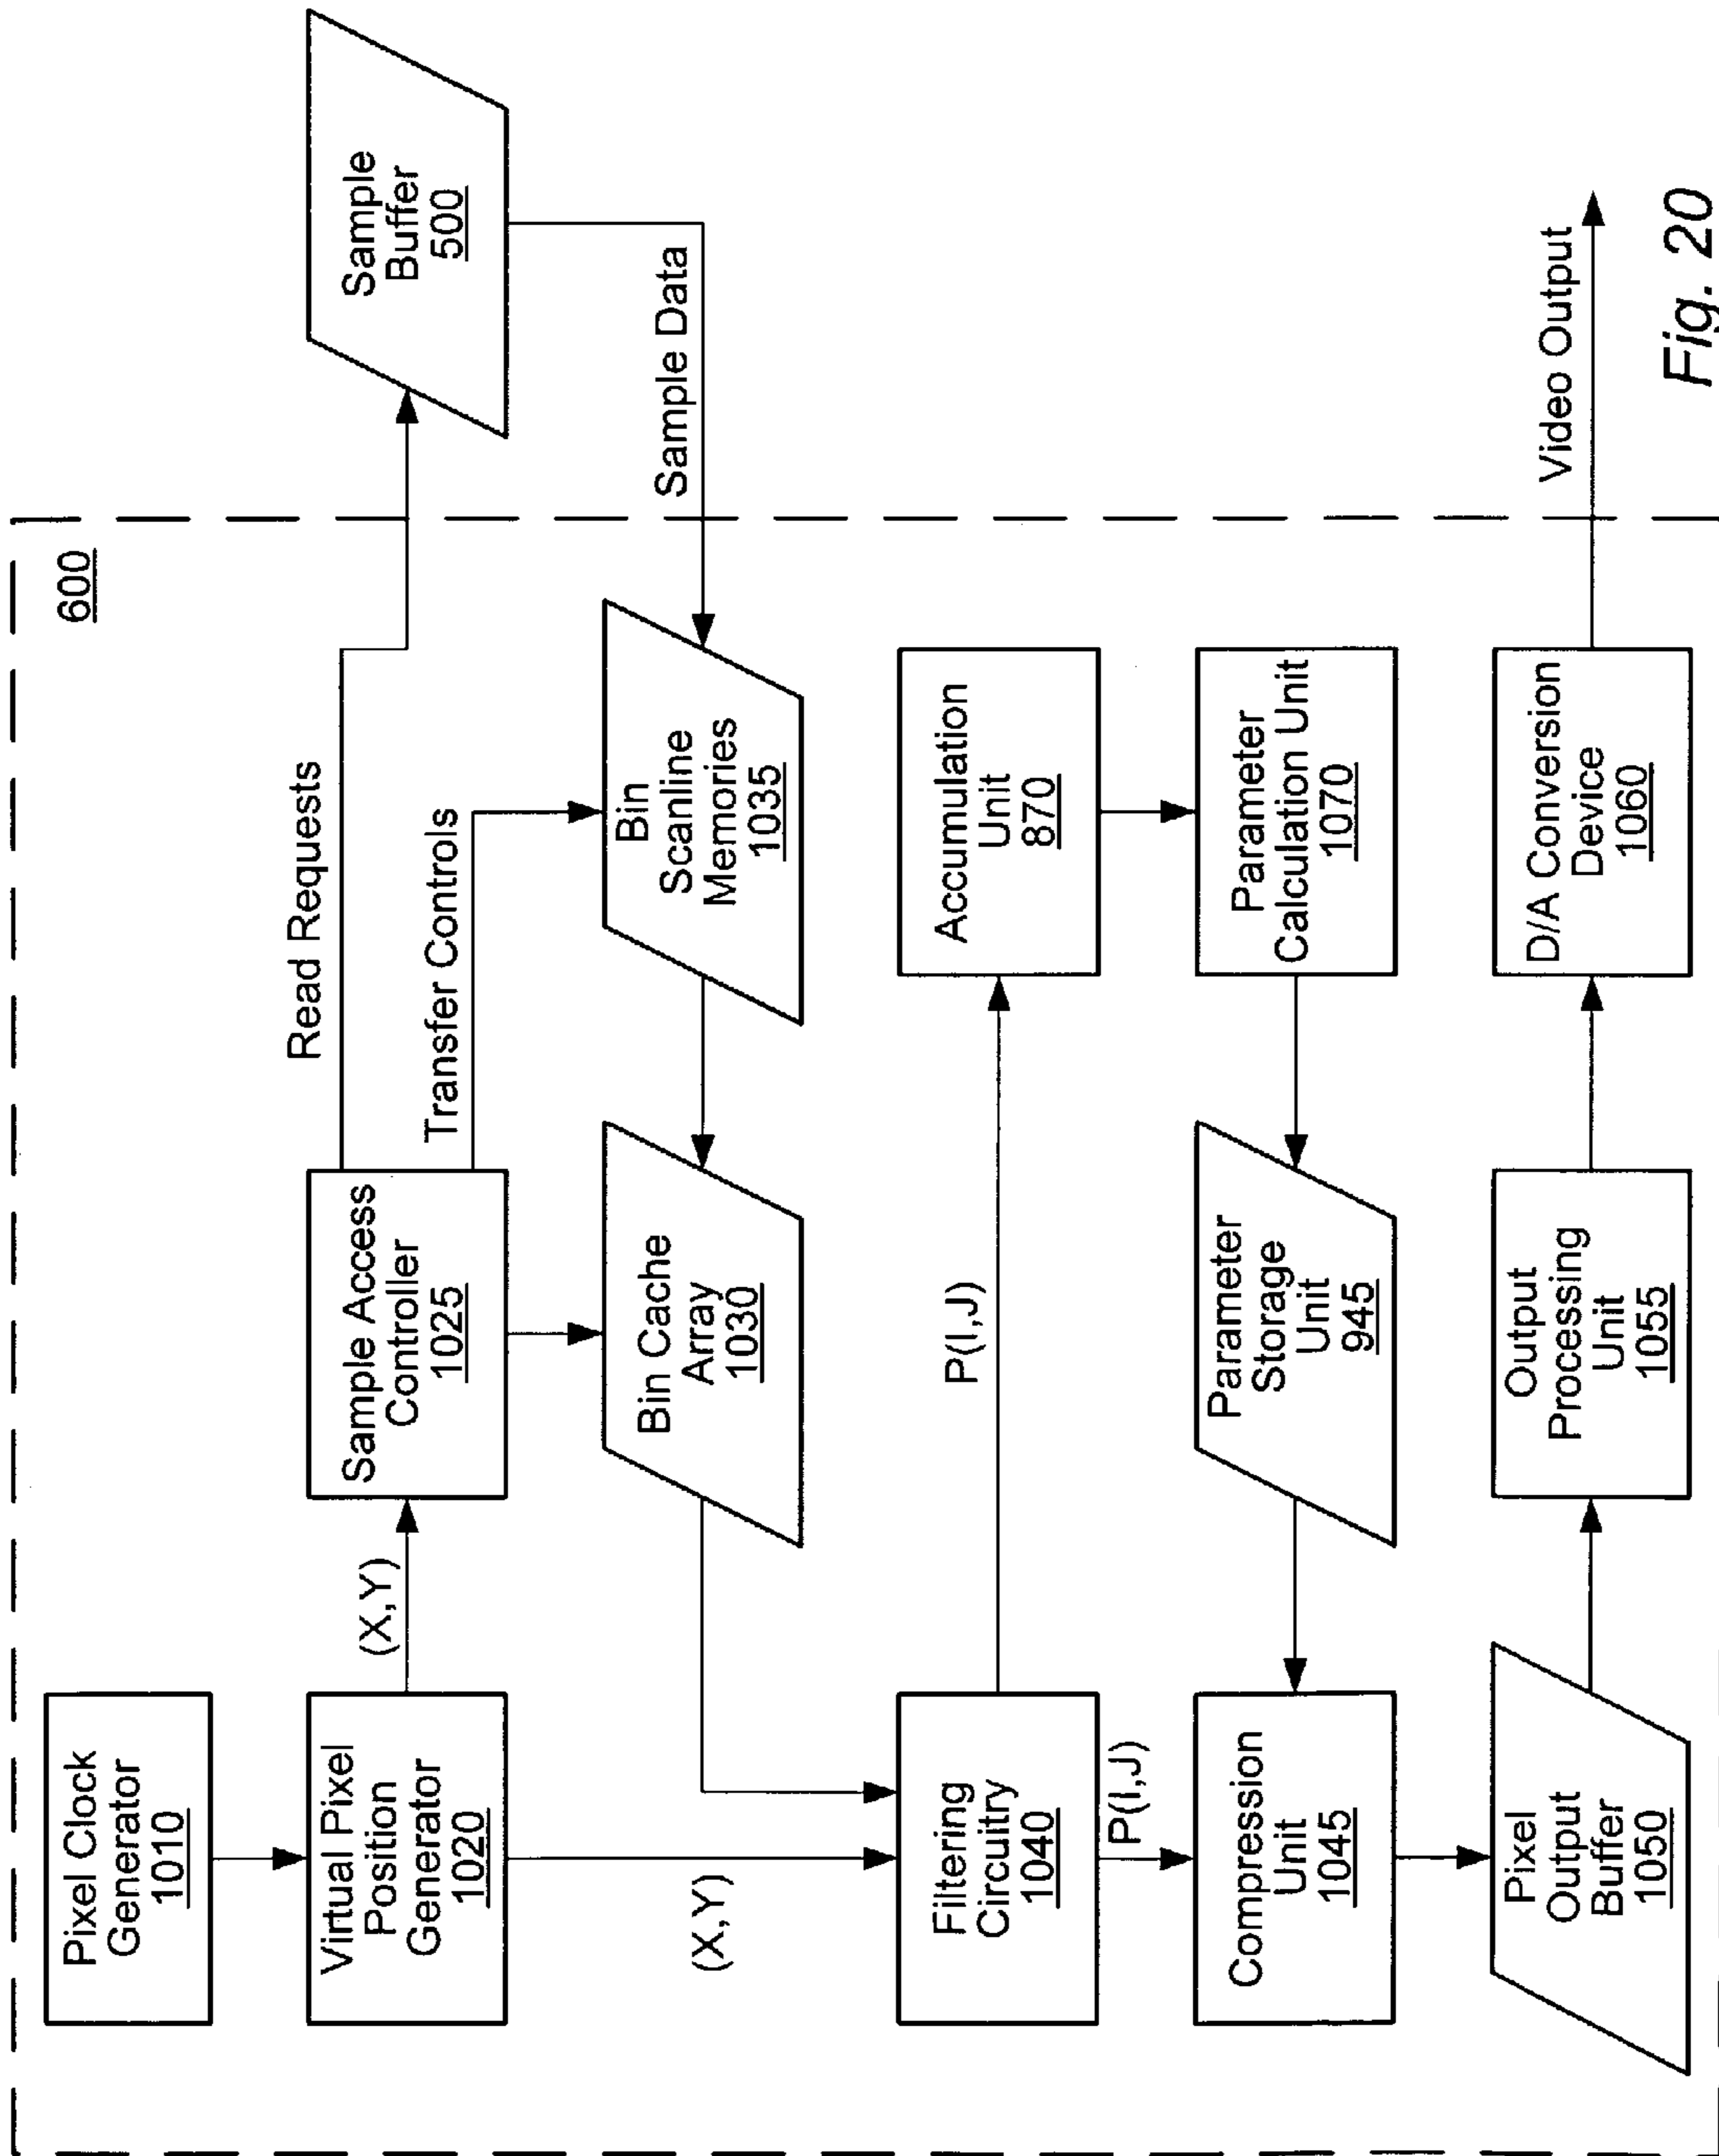 600
Pixel Clock
Generator
1010
Virtual Pixel
Position
Generator
1020
(X,Y)
(X,Y)
Sample Access
Controller
1025
Read Requests
Transfer Controls
Sample
Buffer
500
Sample Data
Bin Cache
Array
1030
Bin
Scanline
Memories
1035
Filtering
Circuitry
1040
P(I,J)
P(I,J)
Accumulation
Unit
870
Compression
Unit
1045
Parameter
Storage
Unit
945
Parameter
Calculation Unit
1070
Pixel
Output
Buffer
1050
Output
Processing
Unit
1055
D/A Conversion
Device
1060
Video Output
Fig. 20